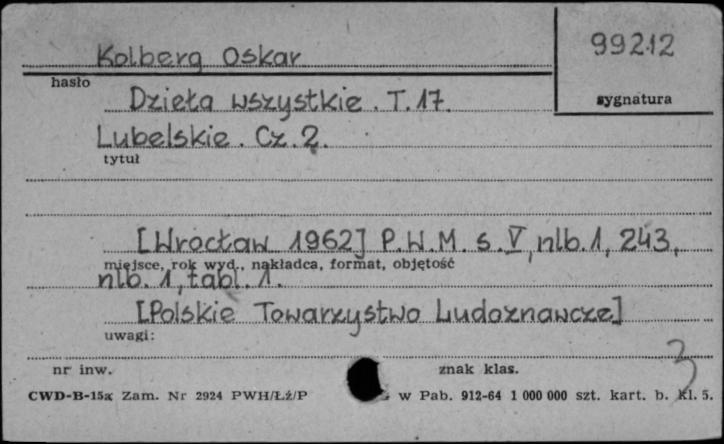 Kolberg Oskar
99212
hasło
sygnatura
Dzieła wszystkie. T. 17.
Lubelskie. Cz. 2.
tytuł
[Wrocław 1962] P.W.M. s. V, nlb. 1, 243,
miejsce, rok wyd., nakładca, format, objętość
nlb. 1, tabl. 1.
[Polskie Towarzystwo Ludoznawcze]
uwagi:
3
nr inw.
znak klas.
CWD-B-15a Zam. Nr 2924 PWH/Łź/P
w Pab. 912-64 1 000 000 szt. kart. b. kl. 5.